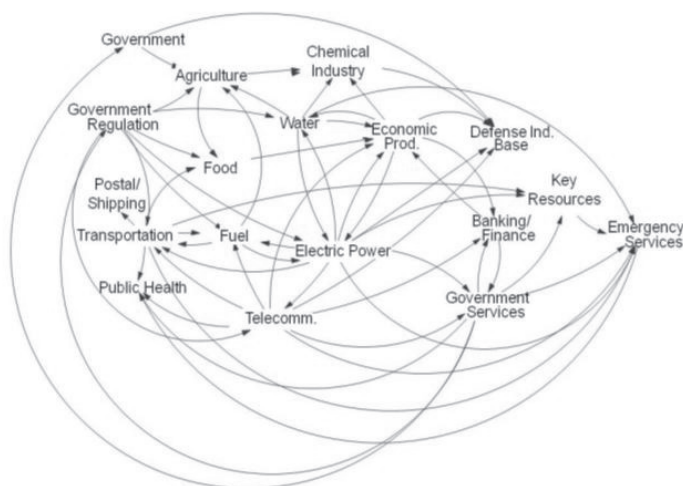 Government
Chemical
Industry
Agriculture
Government
Regulation
Water
Economic
Prod.
Defense Ind.
Base
Food
Postal/
Shipping
Key
Resources
Transportation
Fuel
Electric Power
Banking/
Finance
Emergency
Services
Public Health
Telecomm.
Government
Services